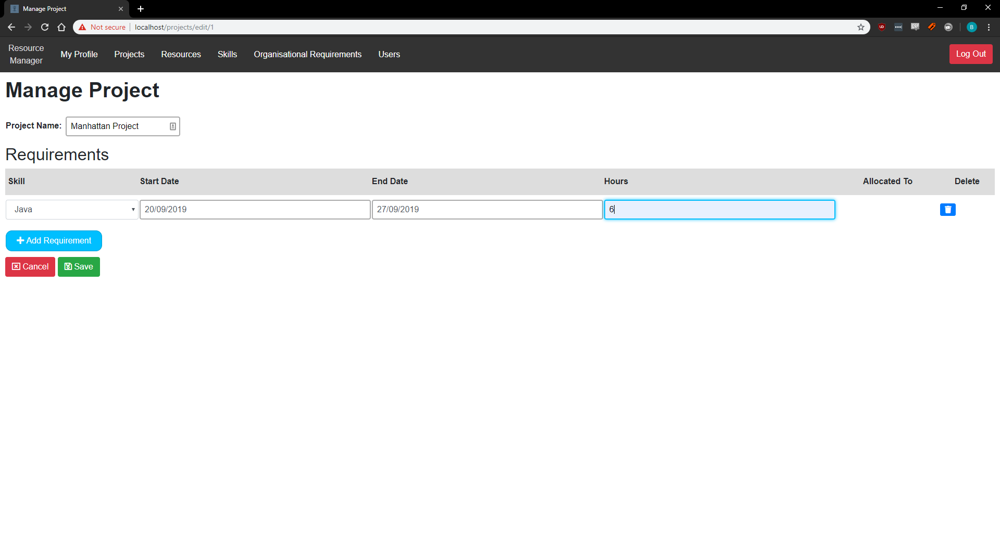 Manage Project
Not secure
localhost/projects/edit/1
UO
CSS
B
Resource
Manager
My Profile
Projects
Resources
Skills
Organisational Requirements
Users
Log Out
Manage Project
Project Name:
Manhattan Project
Requirements
Skill
Start Date
End Date
Hours
Allocated To
Delete
Java
20/09/2019
27/09/2019
6
Add Requirement
Cancel
Save